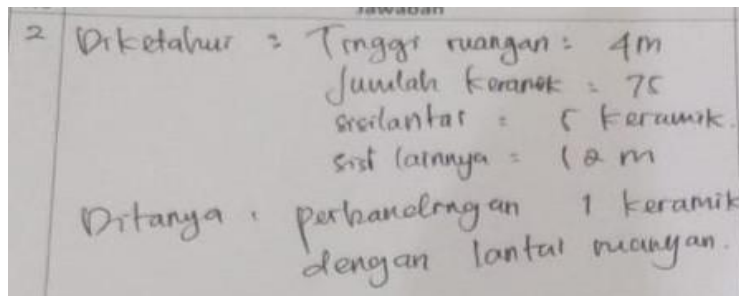 Jawaban
2 Diketahui : Tinggi ruangan : 4m
Jumlah keramik : 75
sisi lantai : 5 keramik.
sisi lainnya = 12 m
Ditanya : perbandingan 1 keramik
dengan lantai ruangan.